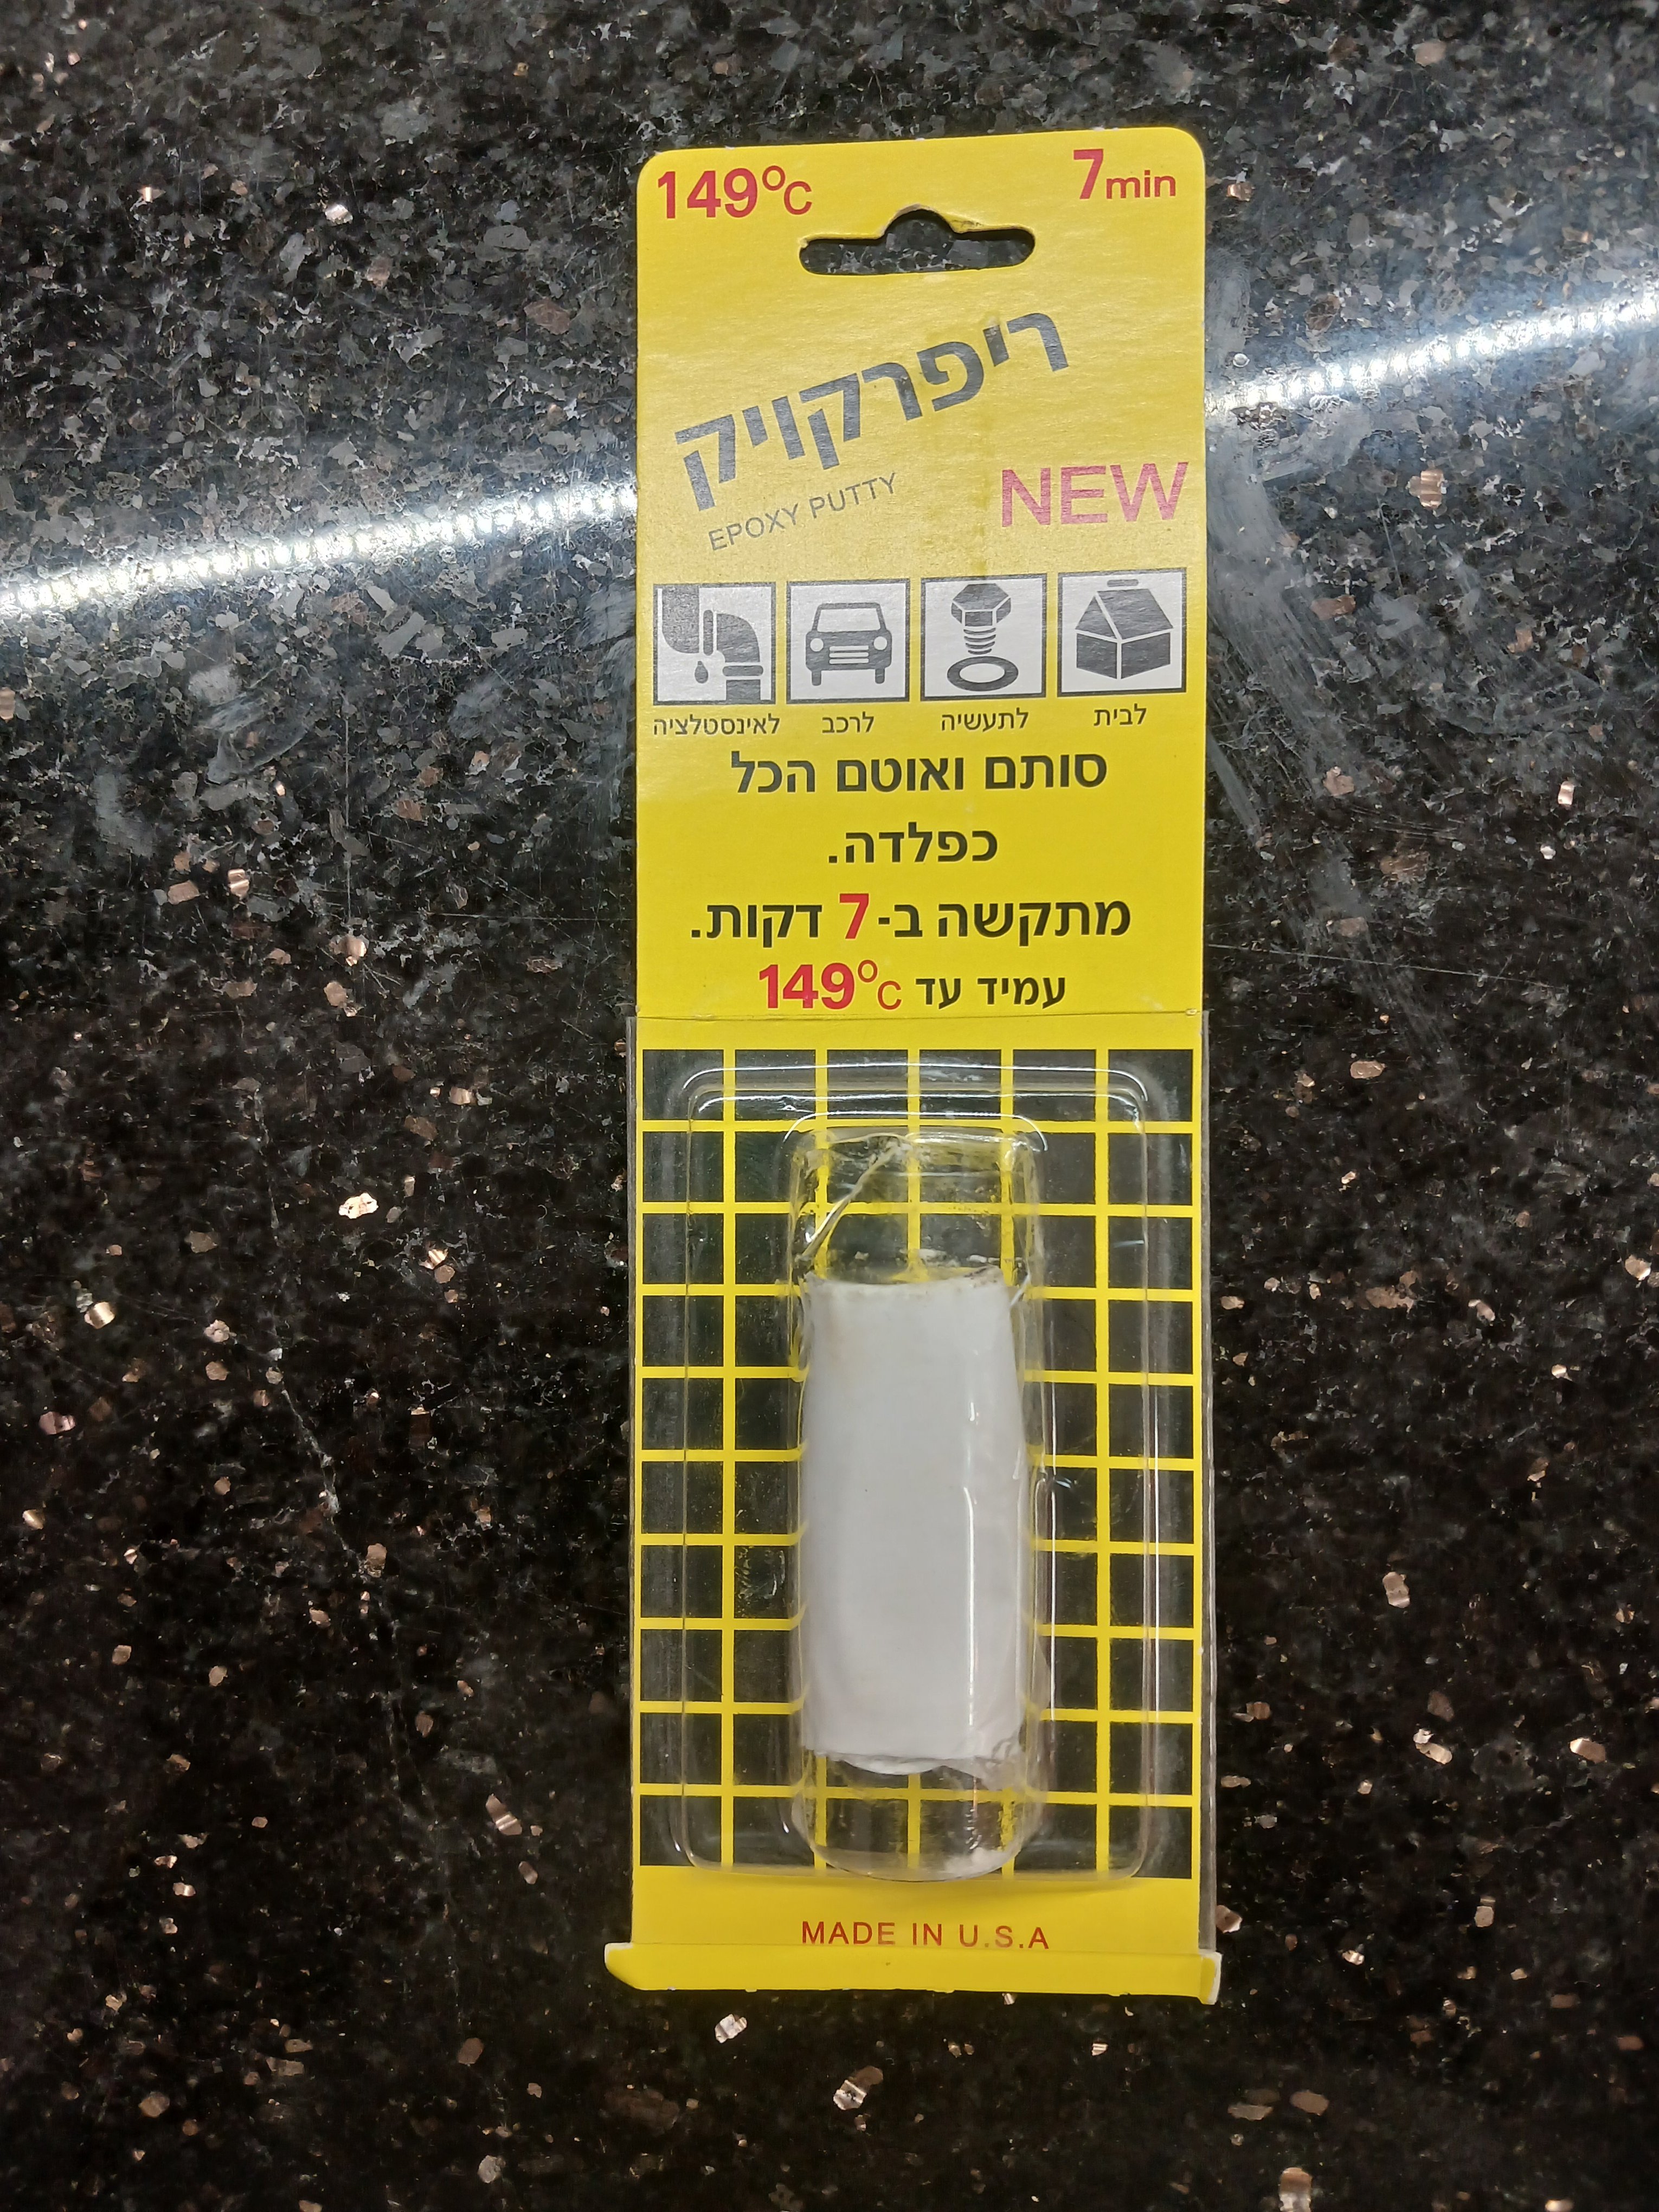 149°C 7min
ריפרקויק
EPOXY PUTTY
NEW
לבית לתעשיה לרכב לאינסטלציה
סותם ואוטם הכל
כפלדה.
מתקשה ב-7 דקות.
עמיד עד 149°C
MADE IN U.S.A